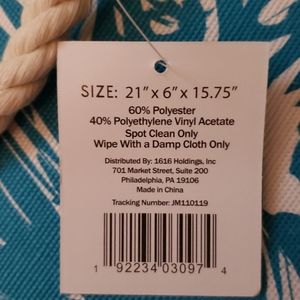 SIZE: 21" x 6" x 15.75"
60% Polyester
40% Polyethylene Vinyl Acetate
Spot Clean Only
Wipe With a Damp Cloth Only
Distributed By: 1616 Holdings, Inc
701 Market Street, Suite 200
Philadelphia, PA 19106
Made in China
Tracking Number: JM110119
1 92234 03097 4